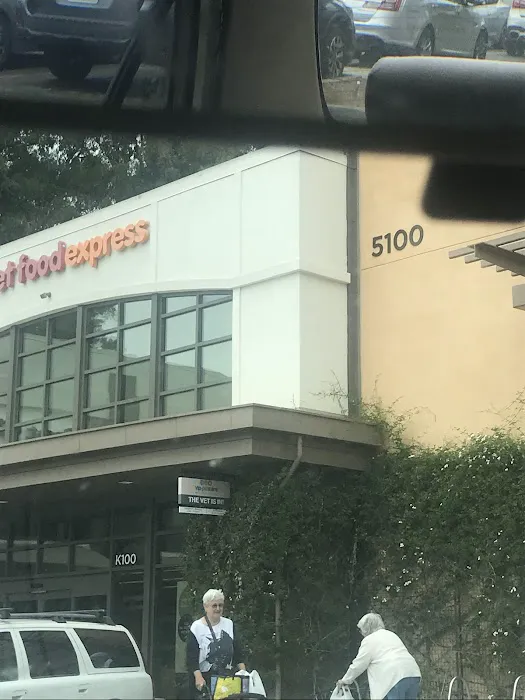 et food express
5100
THE VET IS IN!
K100